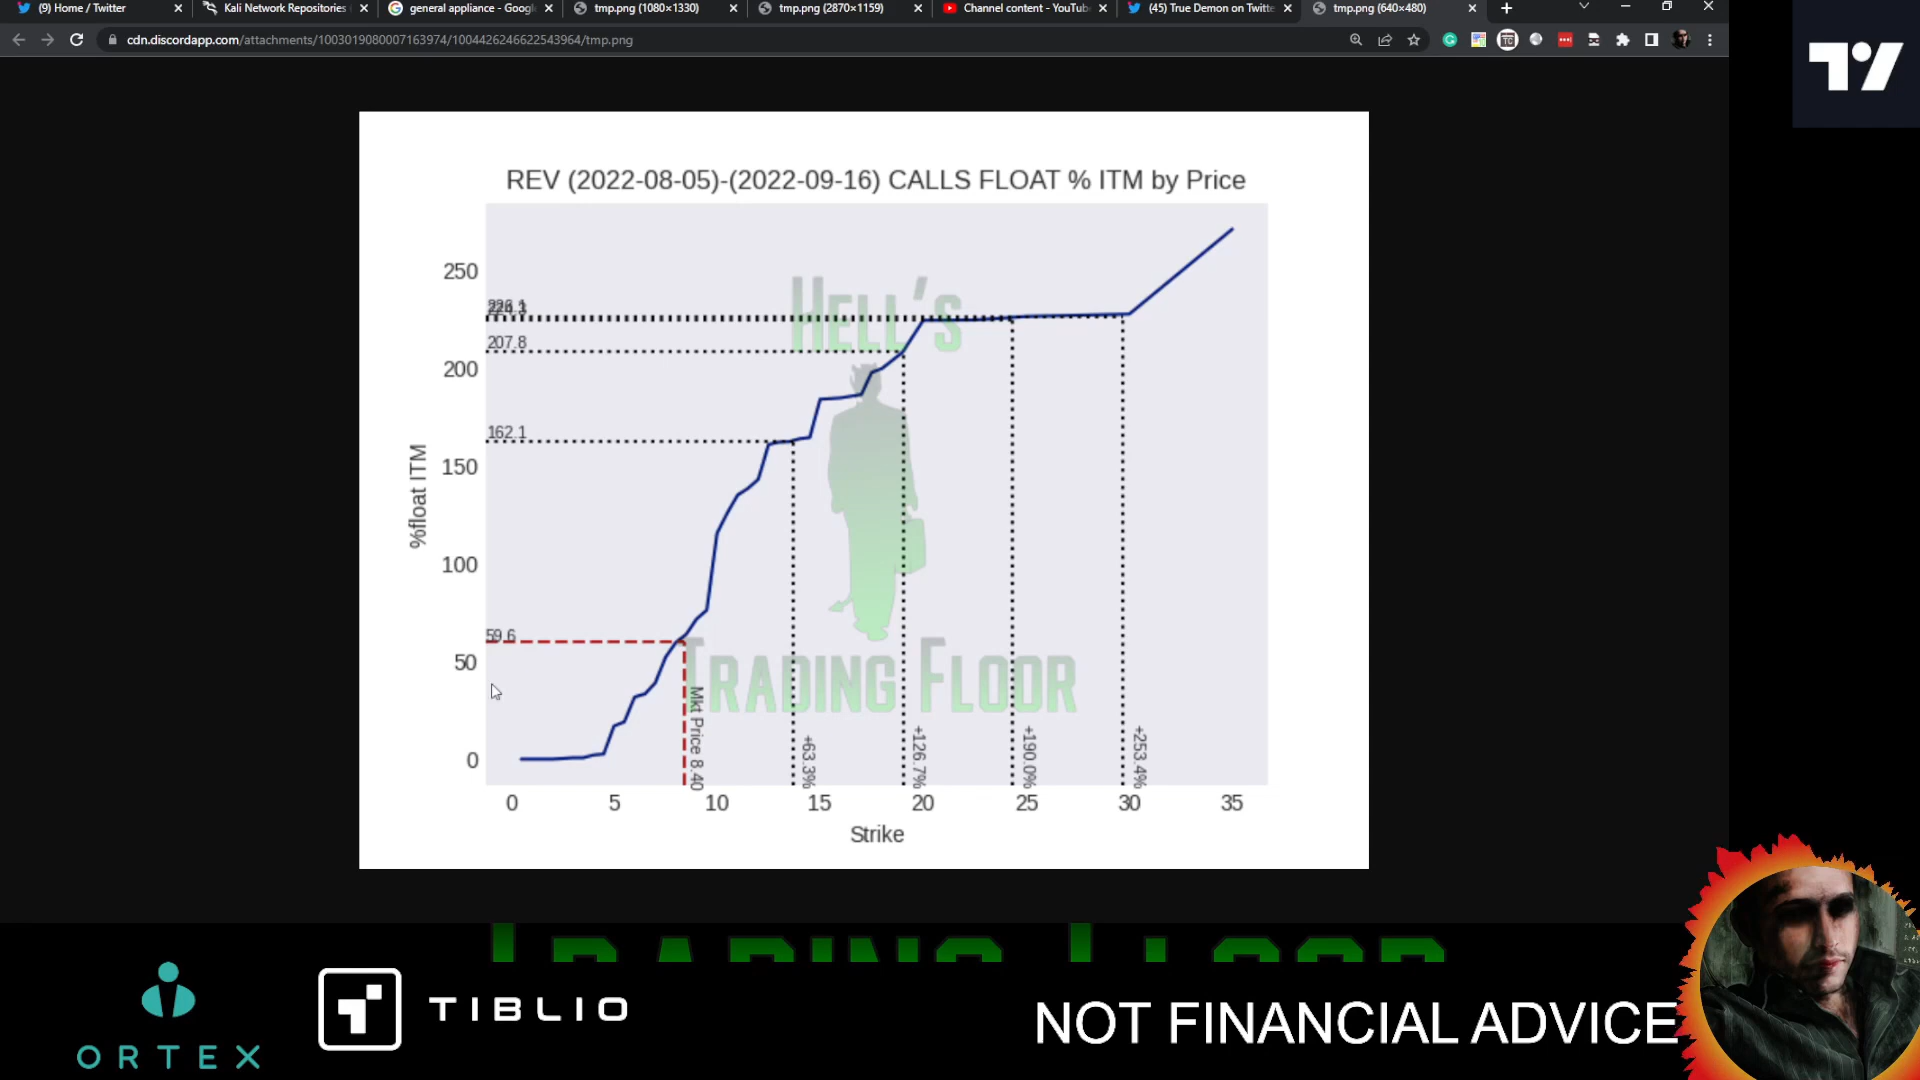 (9) Home / Twitter
Kali Network Repositories
general appliance - Googl
tmp.png (1080×1330)
tmp.png (2870×1159)
Channel content - YouTub
(45) True Demon on Twitte
tmp.png (640×480)
cdn.discordapp.com/attachments/1003019080007163974/1004426246622543964/tmp.png
REV (2022-08-05)-(2022-09-16) CALLS FLOAT % ITM by Price
HELL'S
TRADING FLOOR
%float ITM
250
200
150
100
50
0
207.8
162.1
59.6
Mkt Price 8.40
+63.3%
+126.7%
+190.0%
+253.4%
0 5 10 15 20 25 30 35
Strike
ORTEX
TIBLIO
NOT FINANCIAL ADVICE